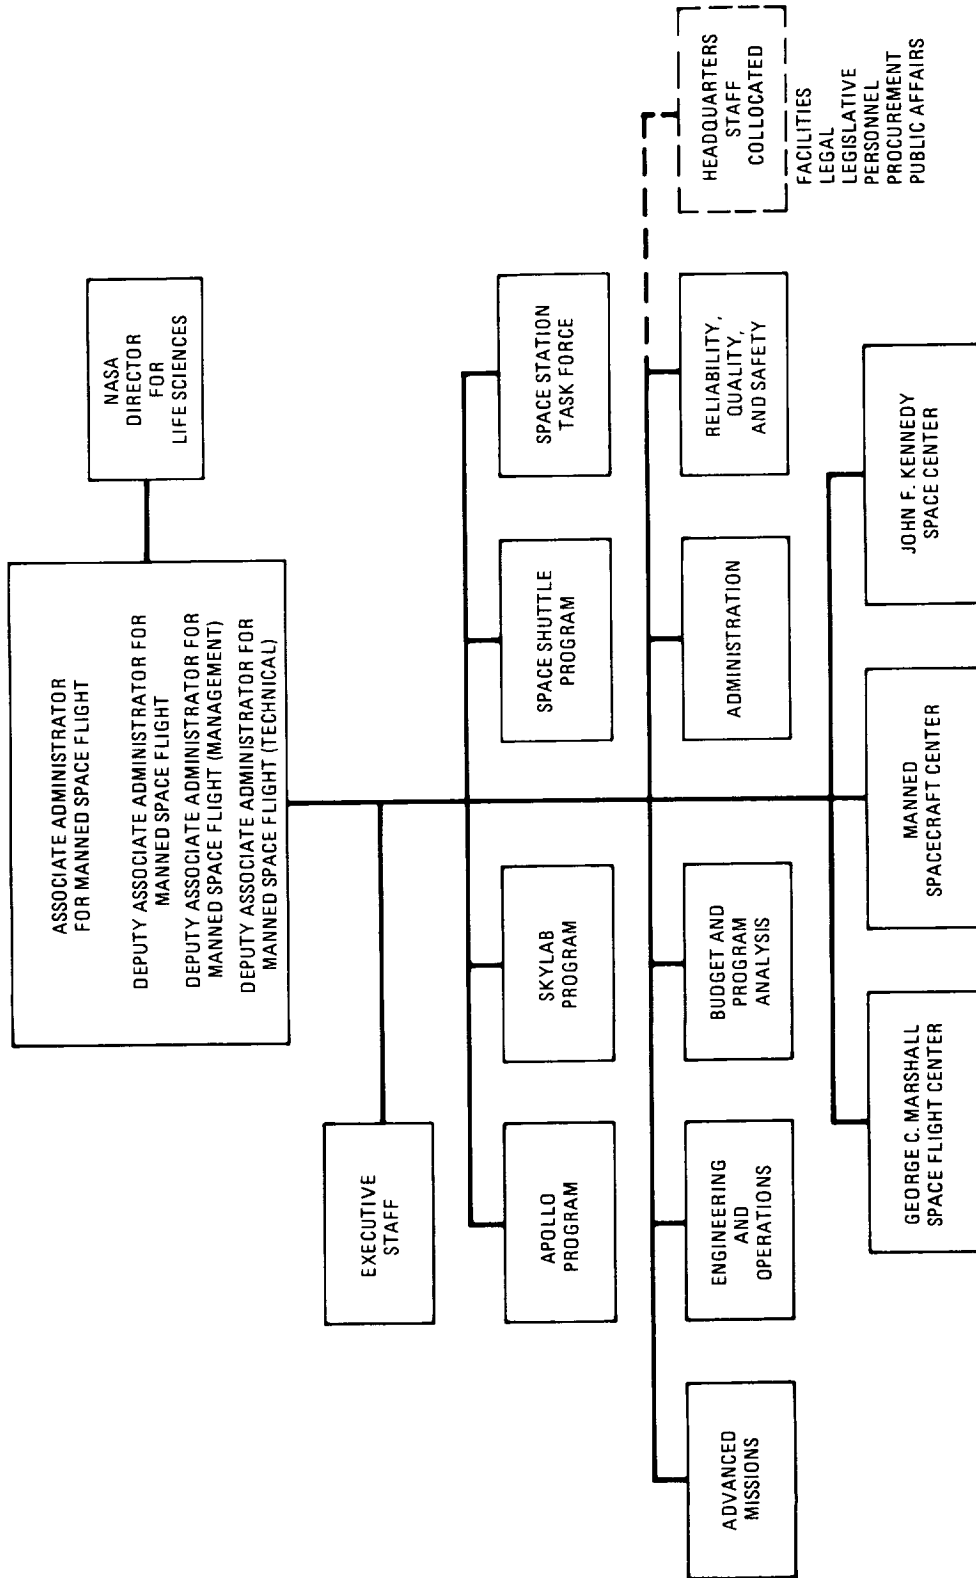 ASSOCIATE ADMINISTRATOR
FOR MANNED SPACE FLIGHT
DEPUTY ASSOCIATE ADMINISTRATOR FOR
MANNED SPACE FLIGHT
DEPUTY ASSOCIATE ADMINISTRATOR FOR
MANNED SPACE FLIGHT (MANAGEMENT)
DEPUTY ASSOCIATE ADMINISTRATOR FOR
MANNED SPACE FLIGHT (TECHNICAL)
NASA
DIRECTOR
FOR
LIFE SCIENCES
EXECUTIVE
STAFF
APOLLO
PROGRAM
SKYLAB
PROGRAM
SPACE SHUTTLE
PROGRAM
SPACE STATION
TASK FORCE
ADVANCED
MISSIONS
ENGINEERING
AND
OPERATIONS
BUDGET AND
PROGRAM
ANALYSIS
ADMINISTRATION
RELIABILITY,
QUALITY,
AND SAFETY
HEADQUARTERS
STAFF
COLLOCATED
FACILITIES
LEGAL
LEGISLATIVE
PERSONNEL
PROCUREMENT
PUBLIC AFFAIRS
GEORGE C. MARSHALL
SPACE FLIGHT CENTER
MANNED
SPACECRAFT CENTER
JOHN F. KENNEDY
SPACE CENTER